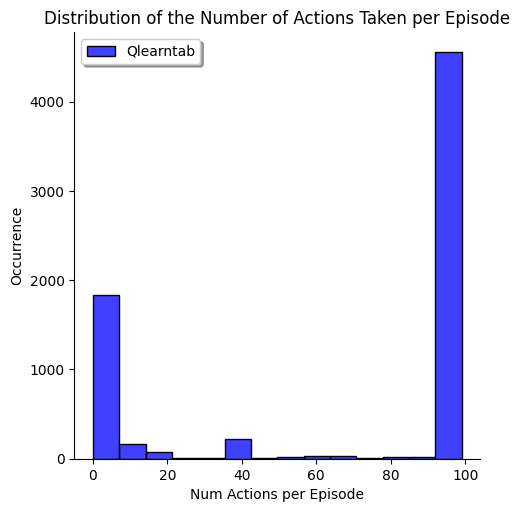 Distribution of the Number of Actions Taken per Episode
Qlearntab
4000
3000
2000
1000
0
Occurrence
0 20 40 60 80 100
Num Actions per Episode